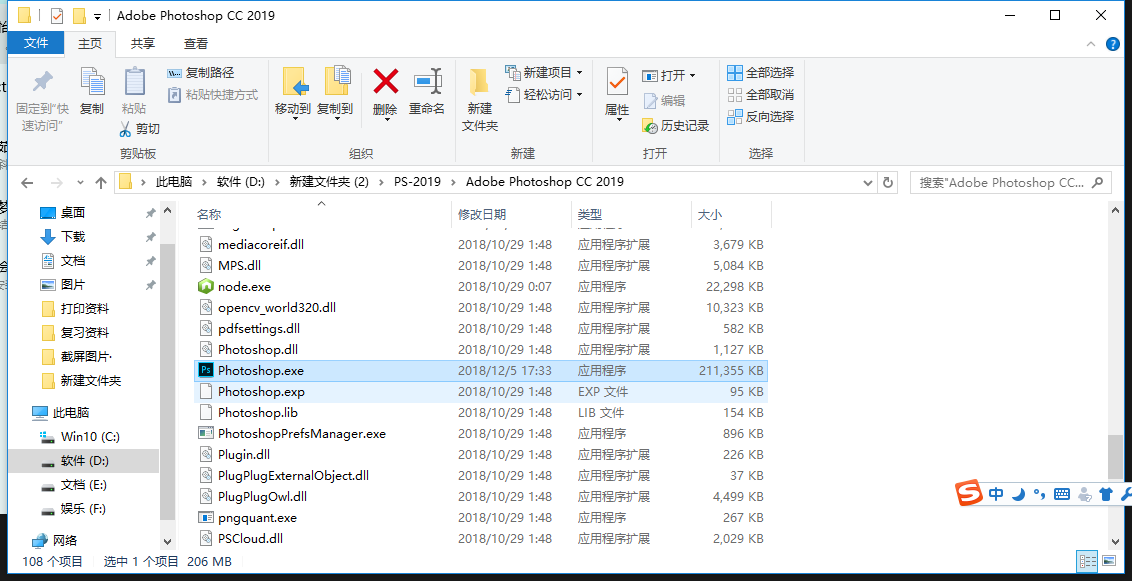 Adobe Photoshop CC 2019
文件 主页 共享 查看
固定到"快速访问"
复制
粘贴
复制路径
粘贴快捷方式
剪切
剪贴板
移动到
复制到
删除
重命名
组织
新建文件夹
新建项目
轻松访问
新建
属性
打开
编辑
历史记录
打开
全部选择
全部取消
反向选择
选择
此电脑 软件 (D:) 新建文件夹 (2) PS-2019 Adobe Photoshop CC 2019
搜索"Adobe Photoshop CC...
桌面
下载
文档
图片
打印资料
复习资料
截屏图片·
新建文件夹
此电脑
Win10 (C:)
软件 (D:)
文档 (E:)
娱乐 (F:)
网络
名称 修改日期 类型 大小
mediacoreif.dll 2018/10/29 1:48 应用程序扩展 3,679 KB
MPS.dll 2018/10/29 1:48 应用程序扩展 5,084 KB
node.exe 2018/10/29 0:07 应用程序 22,298 KB
opencv_world320.dll 2018/10/29 1:48 应用程序扩展 10,323 KB
pdfsettings.dll 2018/10/29 1:48 应用程序扩展 582 KB
Photoshop.dll 2018/10/29 1:48 应用程序扩展 1,127 KB
Ps Photoshop.exe 2018/12/5 17:33 应用程序 211,355 KB
Photoshop.exp 2018/10/29 1:48 EXP 文件 95 KB
Photoshop.lib 2018/10/29 1:48 LIB 文件 154 KB
PhotoshopPrefsManager.exe 2018/10/29 1:48 应用程序 896 KB
Plugin.dll 2018/10/29 1:48 应用程序扩展 226 KB
PlugPlugExternalObject.dll 2018/10/29 1:48 应用程序扩展 37 KB
PlugPlugOwl.dll 2018/10/29 1:48 应用程序扩展 4,499 KB
pngquant.exe 2018/10/29 1:48 应用程序 267 KB
PSCloud.dll 2018/10/29 1:48 应用程序扩展 2,029 KB
中
108 个项目 选中 1 个项目 206 MB